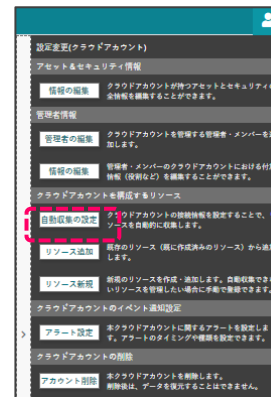 設定変更(クラウドアカウント)
アセット＆セキュリティ情報
情報の編集
クラウドアカウントが持つアセットとセキュリティ
全情報を編集することができます。
管理者情報
管理者の編集
クラウドアカウントを管理する管理者・メンバーを
加します。
情報の編集
管理者・メンバーのクラウドアカウントにおける付
情報（役割など）を編集することができます。
クラウドアカウントを構成するリソース
自動収集の設定
クラウドアカウントの接続情報を設定することで、
ソースを自動的に収集します。
リソース追加
既存のリソース（既に作成済みのリソース）から追
します。
リソース新規
新規のリソースを作成・追加します。自動収集でき
いリソースを管理したい場合に手動で登録できます。
クラウドアカウントのイベント通知設定
アラート設定
本クラウドアカウントに関するアラートを設定しま
す。アラートのタイミングや種類を設定できます。
クラウドアカウントの削除
アカウント削除
本クラウドアカウントを削除します。
削除後は、データを復元することはできません。